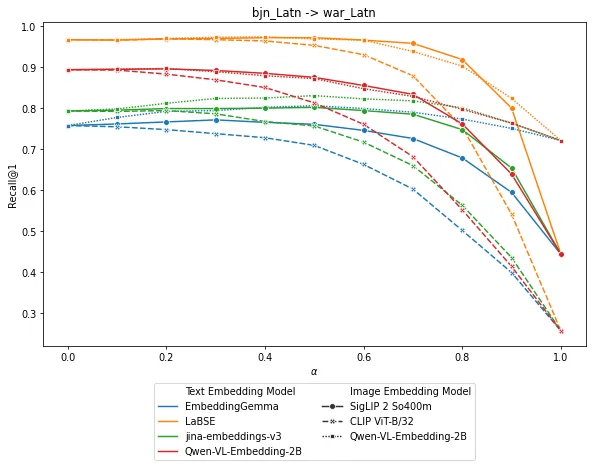 bjn_Latn -> war_Latn
Recall@1
1.0
0.9
0.8
0.7
0.6
0.5
0.4
0.3
0.0 0.2 0.4 0.6 0.8 1.0
α
Text Embedding Model Image Embedding Model
EmbeddingGemma SigLIP 2 So400m
LaBSE CLIP ViT-B/32
jina-embeddings-v3 Qwen-VL-Embedding-2B
Qwen-VL-Embedding-2B